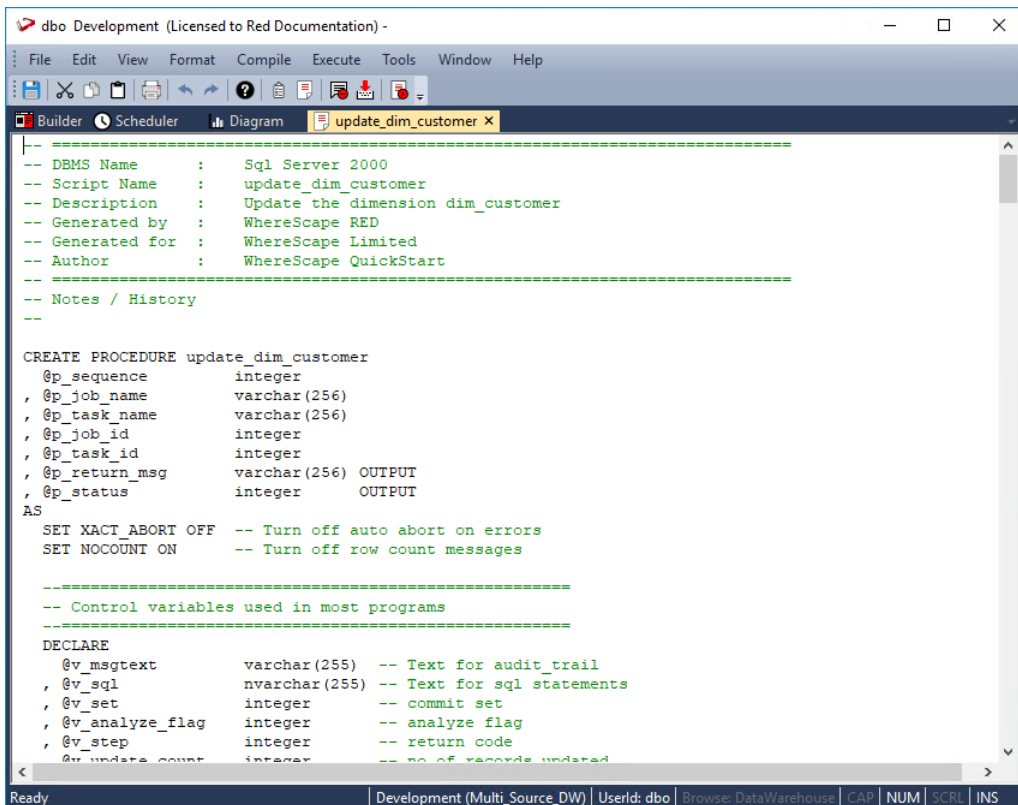 dbo Development (Licensed to Red Documentation) -
File Edit View Format Compile Execute Tools Window Help
Builder Scheduler Diagram update_dim_customer ×
-- =============================================================================
-- DBMS Name : Sql Server 2000
-- Script Name : update_dim_customer
-- Description : Update the dimension dim_customer
-- Generated by : WhereScape RED
-- Generated for : WhereScape Limited
-- Author : WhereScape QuickStart
-- =============================================================================
-- Notes / History
--
CREATE PROCEDURE update_dim_customer
@p_sequence integer
, @p_job_name varchar(256)
, @p_task_name varchar(256)
, @p_job_id integer
, @p_task_id integer
, @p_return_msg varchar(256) OUTPUT
, @p_status integer OUTPUT
AS
SET XACT_ABORT OFF -- Turn off auto abort on errors
SET NOCOUNT ON -- Turn off row count messages
--=====================================================
-- Control variables used in most programs
--=====================================================
DECLARE
@v_msgtext varchar(255) -- Text for audit_trail
, @v_sql nvarchar(255) -- Text for sql statements
, @v_set integer -- commit set
, @v_analyze_flag integer -- analyze flag
, @v_step integer -- return code
, @v_update_count integer -- no of records updated
Ready Development (Multi_Source_DW) UserId: dbo Browse: DataWarehouse CAP NUM SCRL INS